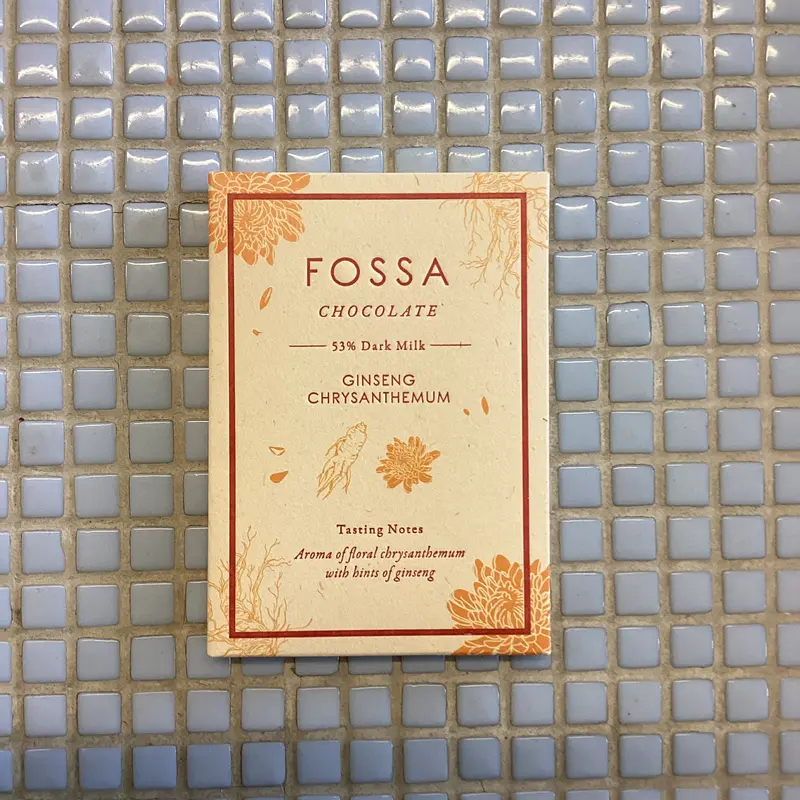 FOSSA
CHOCOLATE
53% Dark Milk
GINSENG
CHRYSANTHEMUM
Tasting Notes
Aroma of floral chrysanthemum
with hints of ginseng